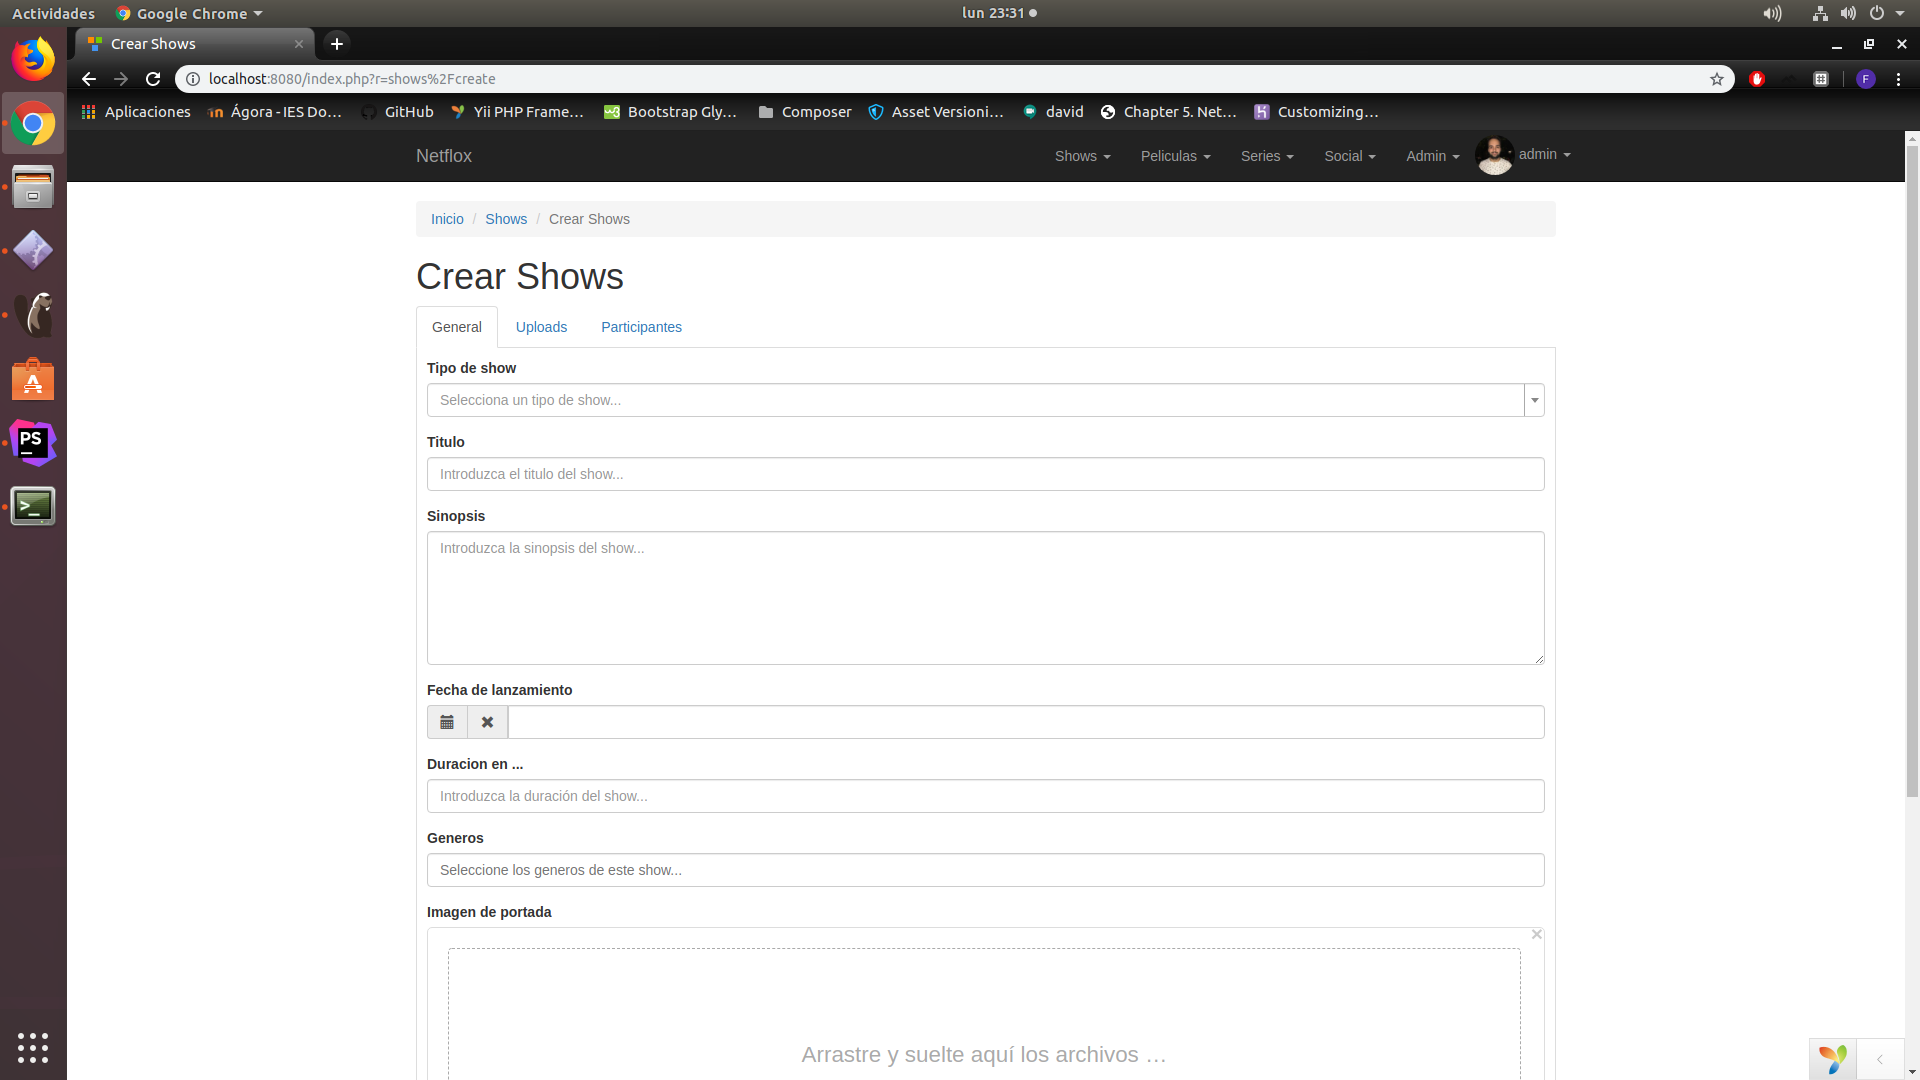 Actividades
Google Chrome
lun 23:31
Crear Shows
localhost:8080/index.php?r=shows%2Fcreate
F
Aplicaciones
Ágora - IES Do…
GitHub
Yii PHP Frame…
Bootstrap Gly…
Composer
Asset Versioni…
david
Chapter 5. Net…
Customizing…
Netflox
Shows
Peliculas
Series
Social
Admin
admin
Inicio / Shows / Crear Shows
Crear Shows
General
Uploads
Participantes
Tipo de show
Selecciona un tipo de show...
Titulo
Introduzca el titulo del show...
Sinopsis
Introduzca la sinopsis del show...
Fecha de lanzamiento
Duracion en ...
Introduzca la duración del show...
Generos
Seleccione los generos de este show...
Imagen de portada
Arrastre y suelte aquí los archivos …
PS